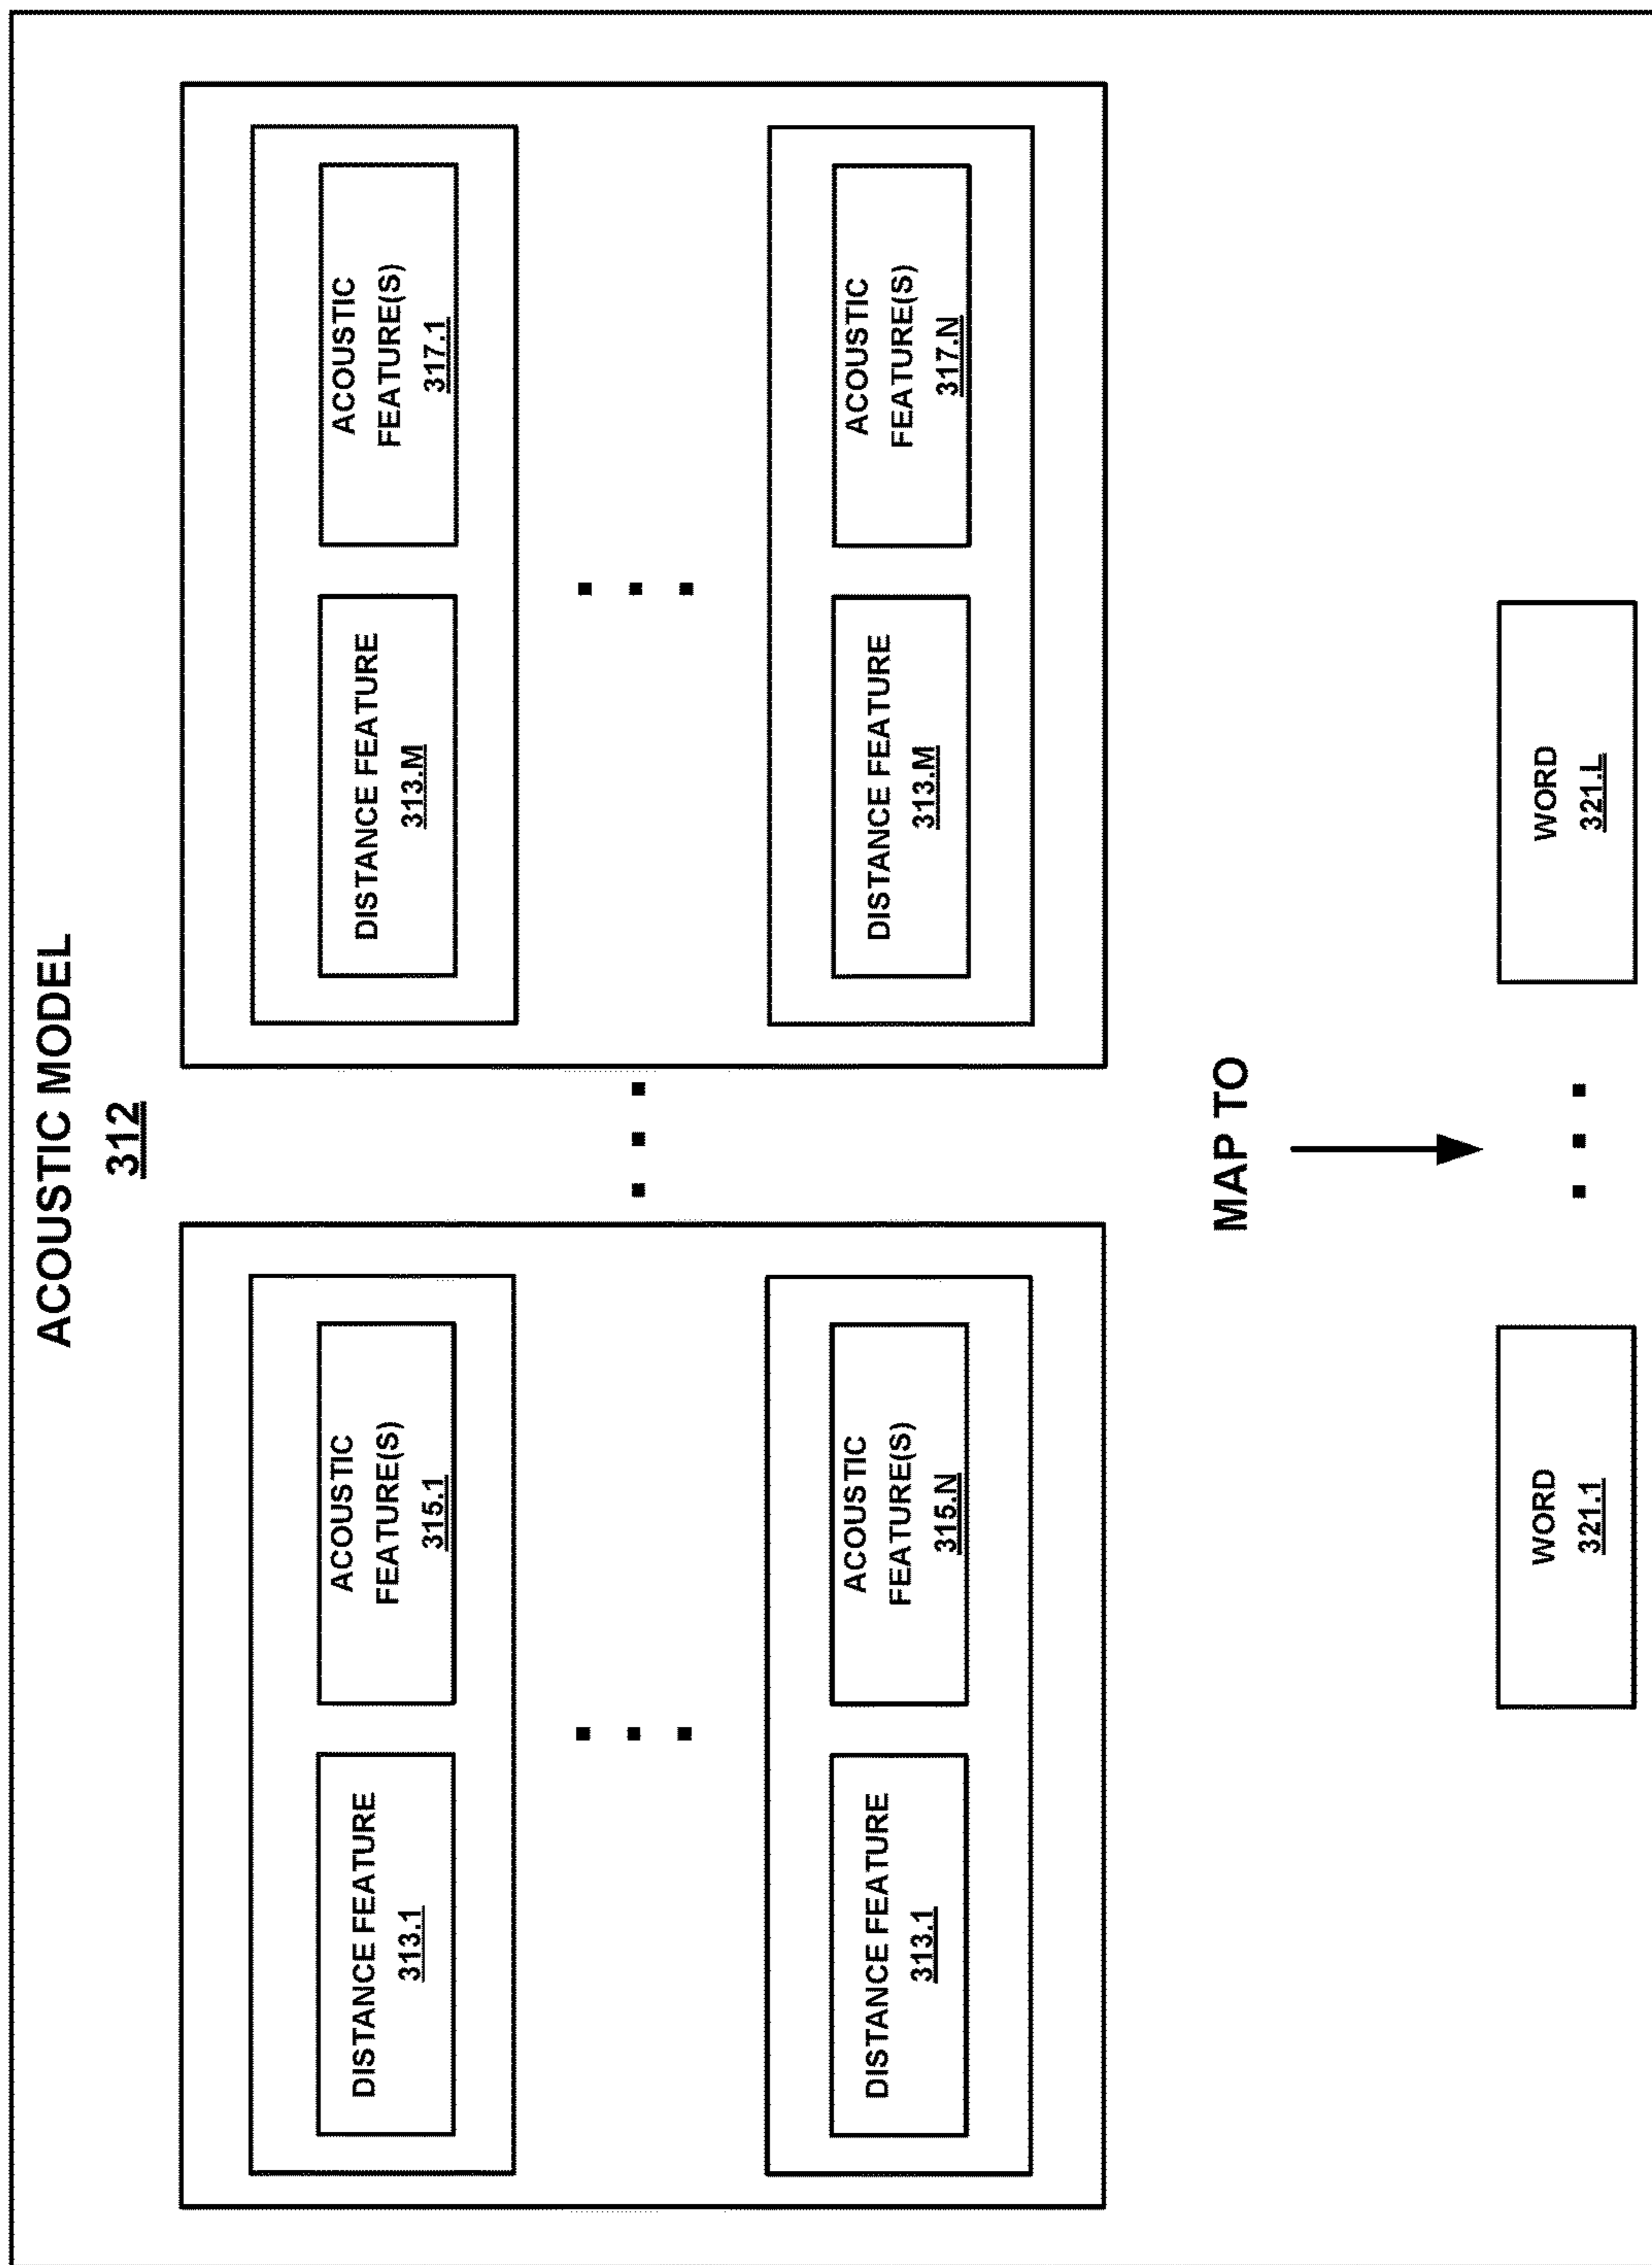 ACOUSTIC MODEL
312
DISTANCE FEATURE
313.1
ACOUSTIC
FEATURE(S)
315.1
DISTANCE FEATURE
313.1
ACOUSTIC
FEATURE(S)
315.N
DISTANCE FEATURE
313.M
ACOUSTIC
FEATURE(S)
317.1
DISTANCE FEATURE
313.M
ACOUSTIC
FEATURE(S)
317.N
MAP TO
WORD
321.1
WORD
321.L